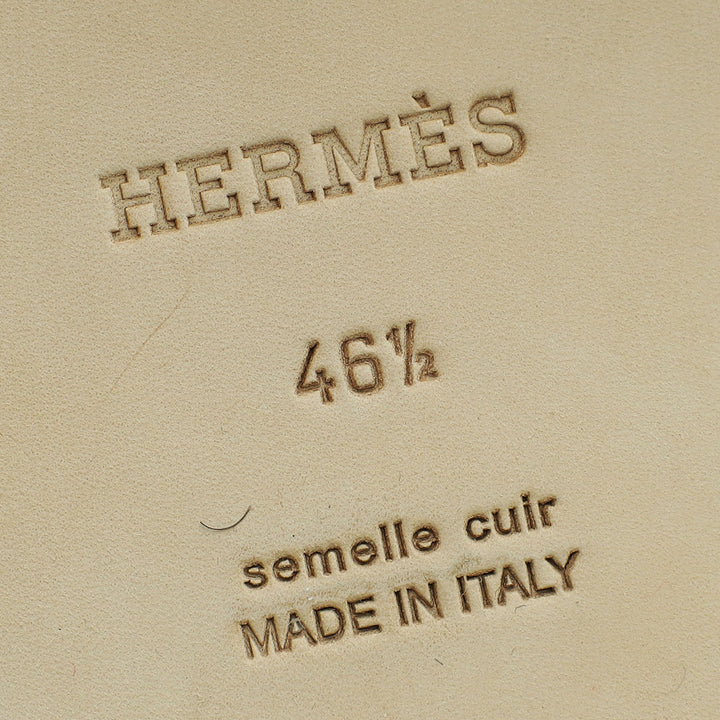 HERMÈS
46½
semelle cuir
MADE IN ITALY